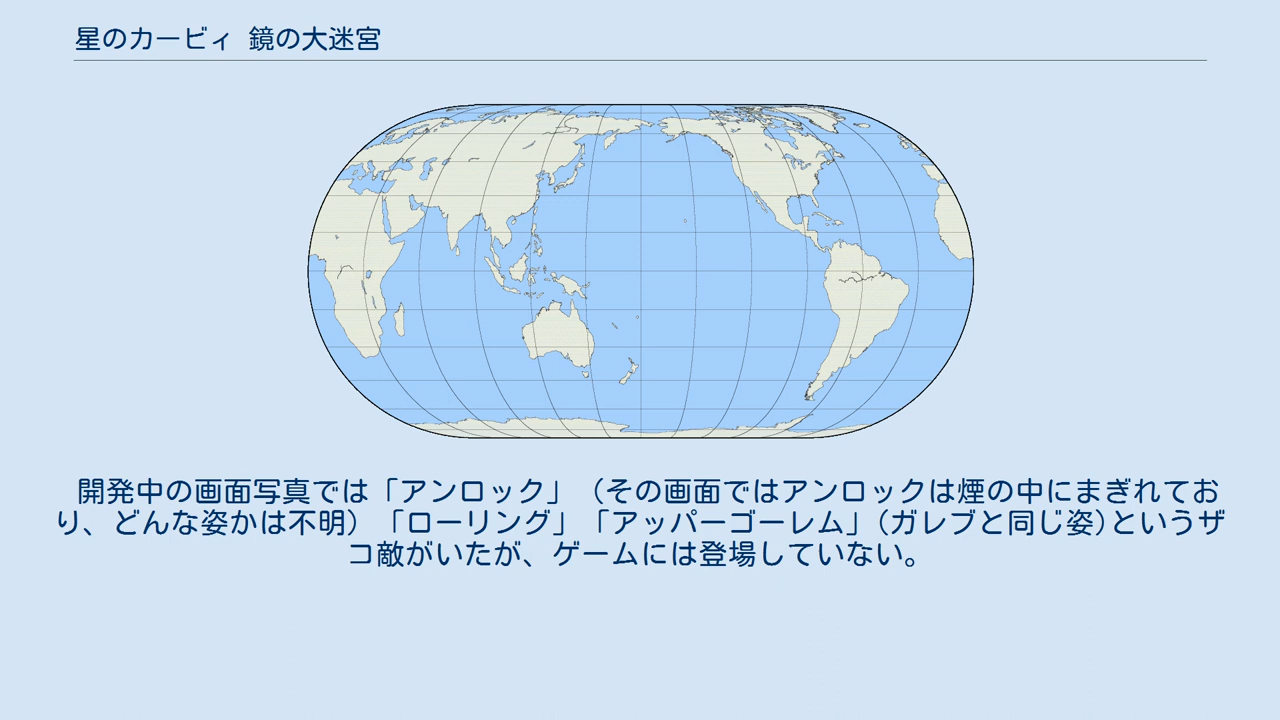 星のカービィ 鏡の大迷宮
開発中の画面写真では「アンロック」（その画面ではアンロックは煙の中にまぎれてお
り、どんな姿かは不明）「ローリング」「アッパーゴーレム」(ガレブと同じ姿)というザ
コ敵がいたが、ゲームには登場していない。